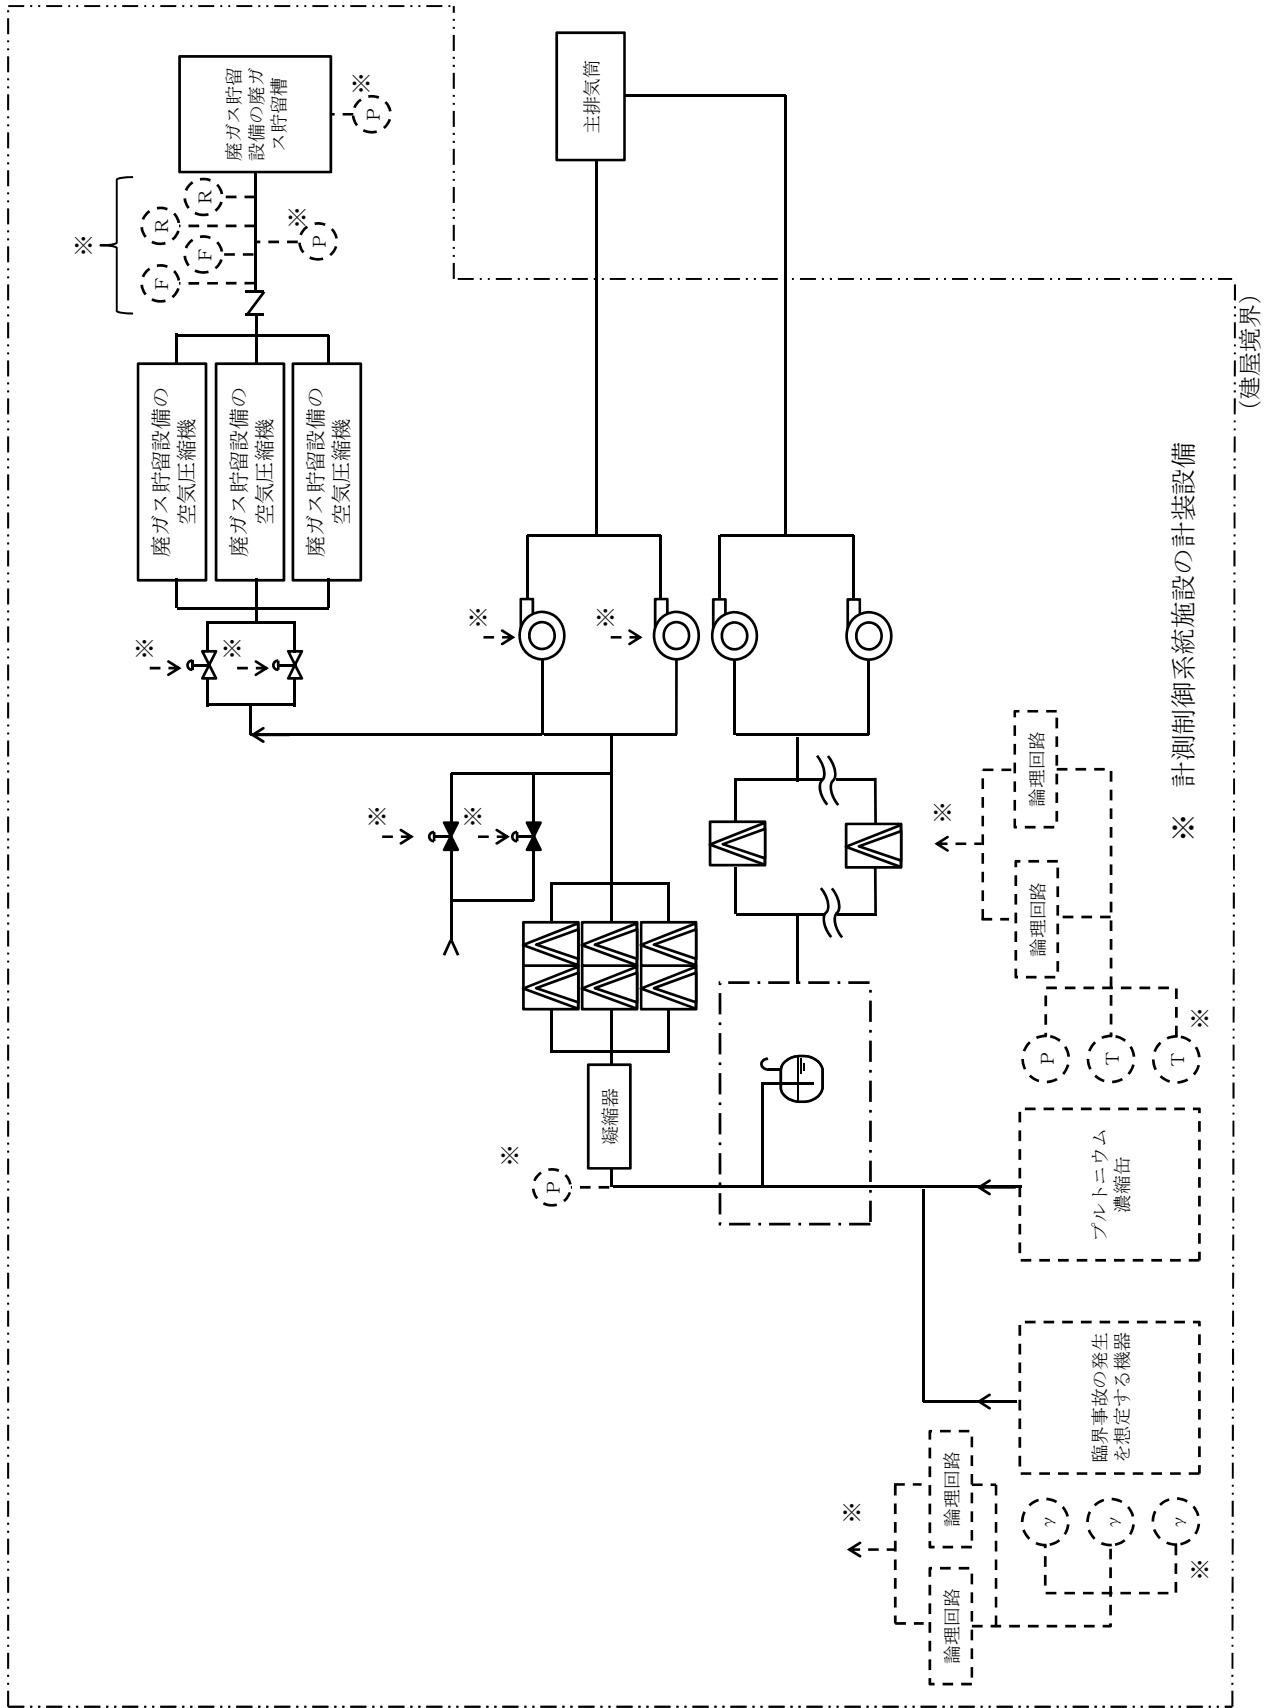 臨界事故の発生
を想定する機器
γ
γ
γ
※
論理回路
論理回路
※
プルトニウム
濃縮缶
P
T
T
※
論理回路
論理回路
※
P
※
凝縮器
※
※
※
※
※
※
主排気筒
廃ガス貯留設備の
空気圧縮機
廃ガス貯留設備の
空気圧縮機
廃ガス貯留設備の
空気圧縮機
※
F
F
R
R
P
※
廃ガス貯留
設備の廃ガ
ス貯留槽
P
※
※ 計測制御系統施設の計装設備
(建屋境界)